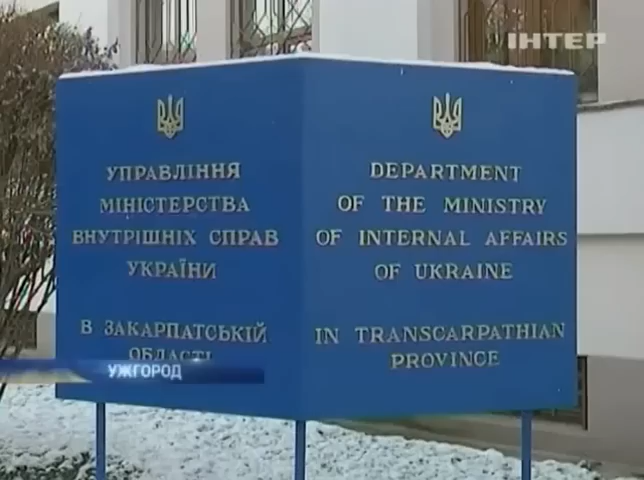 ІНТЕР
УПРАВЛІННЯ
МІНІСТЕРСТВА
ВНУТРІШНІХ СПРАВ
УКРАЇНИ
В ЗАКАРПАТСЬКІЙ
ОБЛАСТІ
DEPARTMENT
OF THE MINISTRY
OF INTERNAL AFFAIRS
OF UKRAINE
IN TRANSCARPATHIAN
PROVINCE
УЖГОРОД